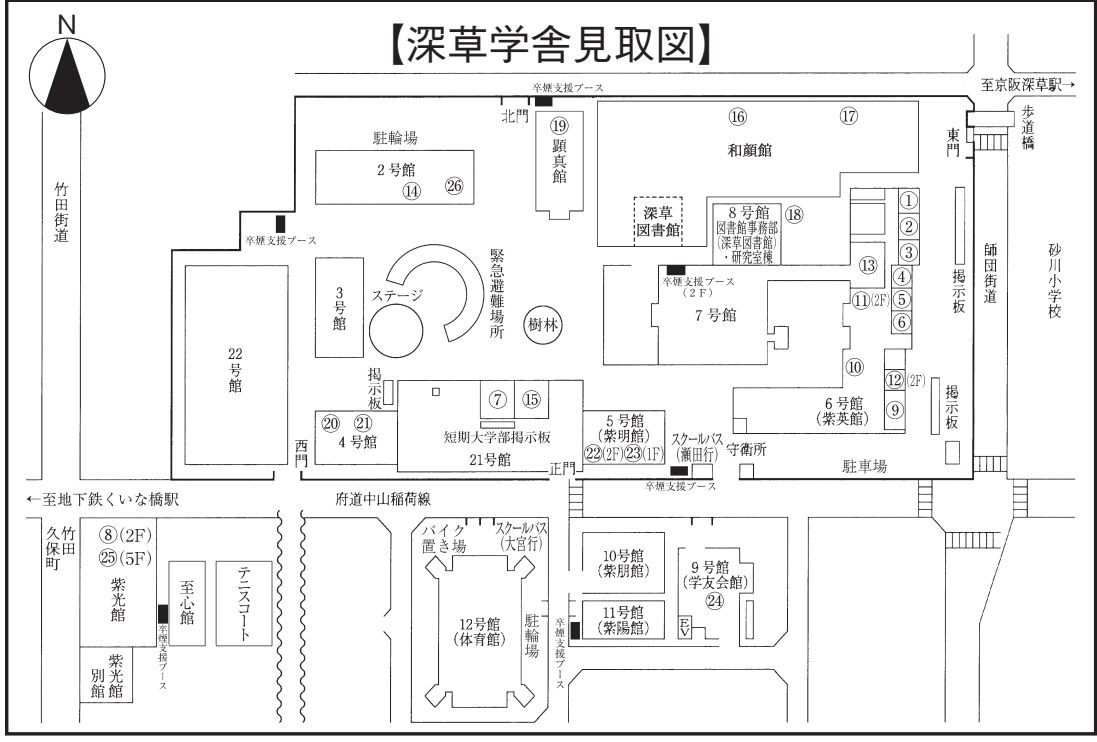 【深草学舎見取図】
N
至京阪深草駅→
卒煙支援ブース
北門
⑲
顕真館
⑯
⑰
和顔館
東門
歩道橋
駐輪場
2号館
⑭
㉖
竹田街道
卒煙支援ブース
深草
図書館
8号館
図書館事務部
(深草図書館)
・研究室棟
⑱
①
②
③
④
⑤
⑥
⑬
⑪(2F)
掲示板
師団街道
砂川小学校
緊急避難場所
ステージ
3号館
樹林
卒煙支援ブース
(2F)
7号館
22号館
掲示板
⑦
⑮
短期大学部掲示板
21号館
⑳
㉑
4号館
西門
5号館
(紫明館)
㉒(2F)㉓(1F)
正門
スクールバス
(瀬田行)
卒煙支援ブース
守衛所
⑩
6号館
(紫英館)
⑫(2F)
⑨
掲示板
駐車場
←至地下鉄くいな橋駅
府道中山稲荷線
竹田
久保町
⑧(2F)
㉕(5F)
紫光館
卒煙支援ブース
紫光館
別館
至心館
テニスコート
バイク
置き場
スクールバス
(大宮行)
12号館
(体育館)
駐輪場
卒煙支援ブース
10号館
(紫朋館)
11号館
(紫陽館)
9号館
(学友会館)
㉔
EV